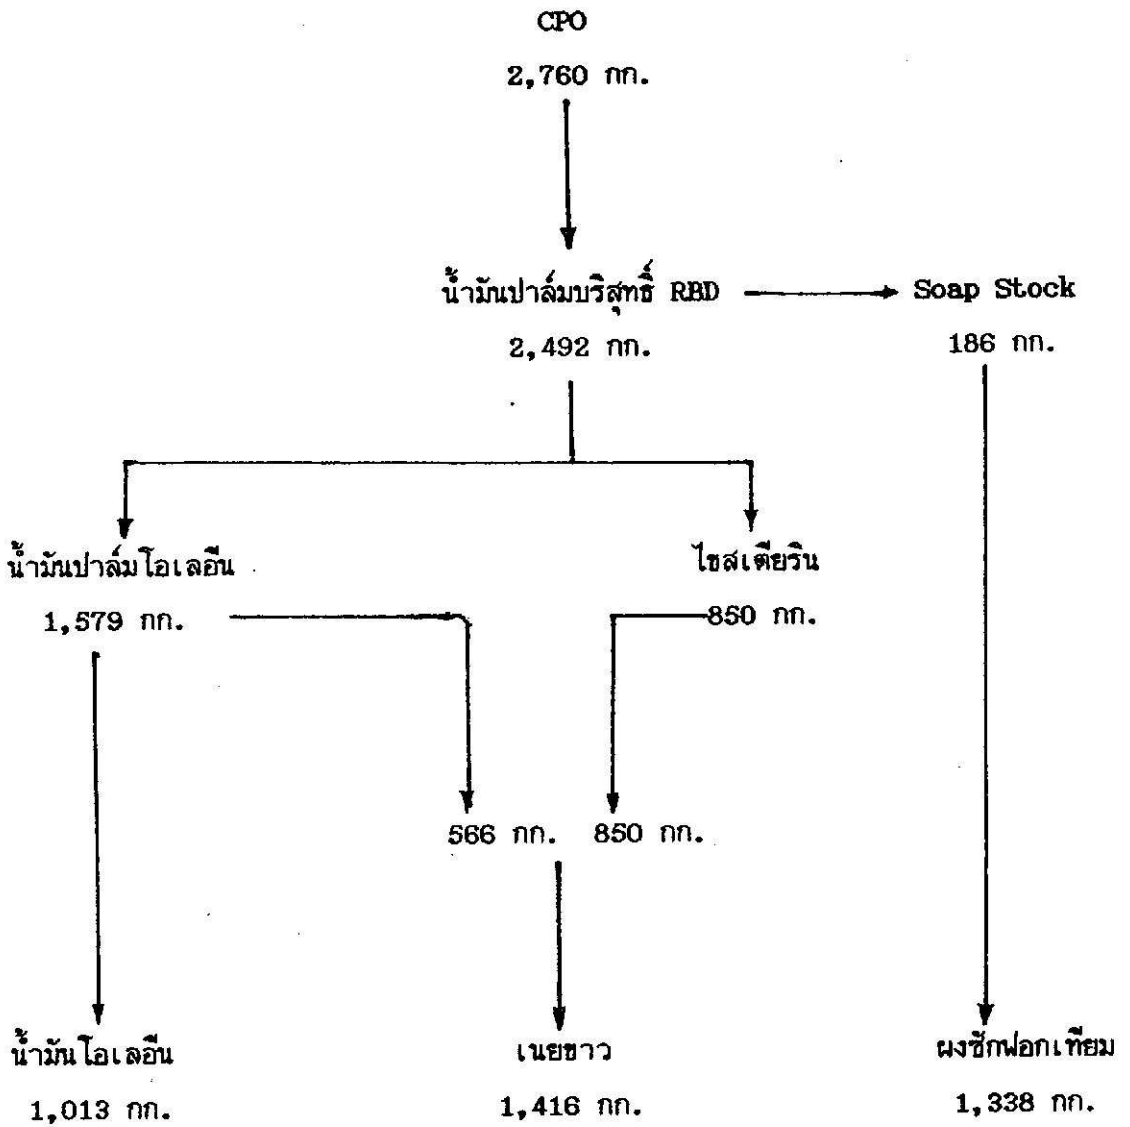 CPO
2,760 กก.
น้ำมันปาล์มบริสุทธิ์ RBD
Soap Stock
2,492 กก.
186 กก.
น้ำมันปาล์มโอเลอีน
ไขสเตียริน
1,579 กก.
850 กก.
566 กก.
850 กก.
น้ำมันโอเลอีน
เนยขาว
ผงซักฟอกเทียม
1,013 กก.
1,416 กก.
1,338 กก.